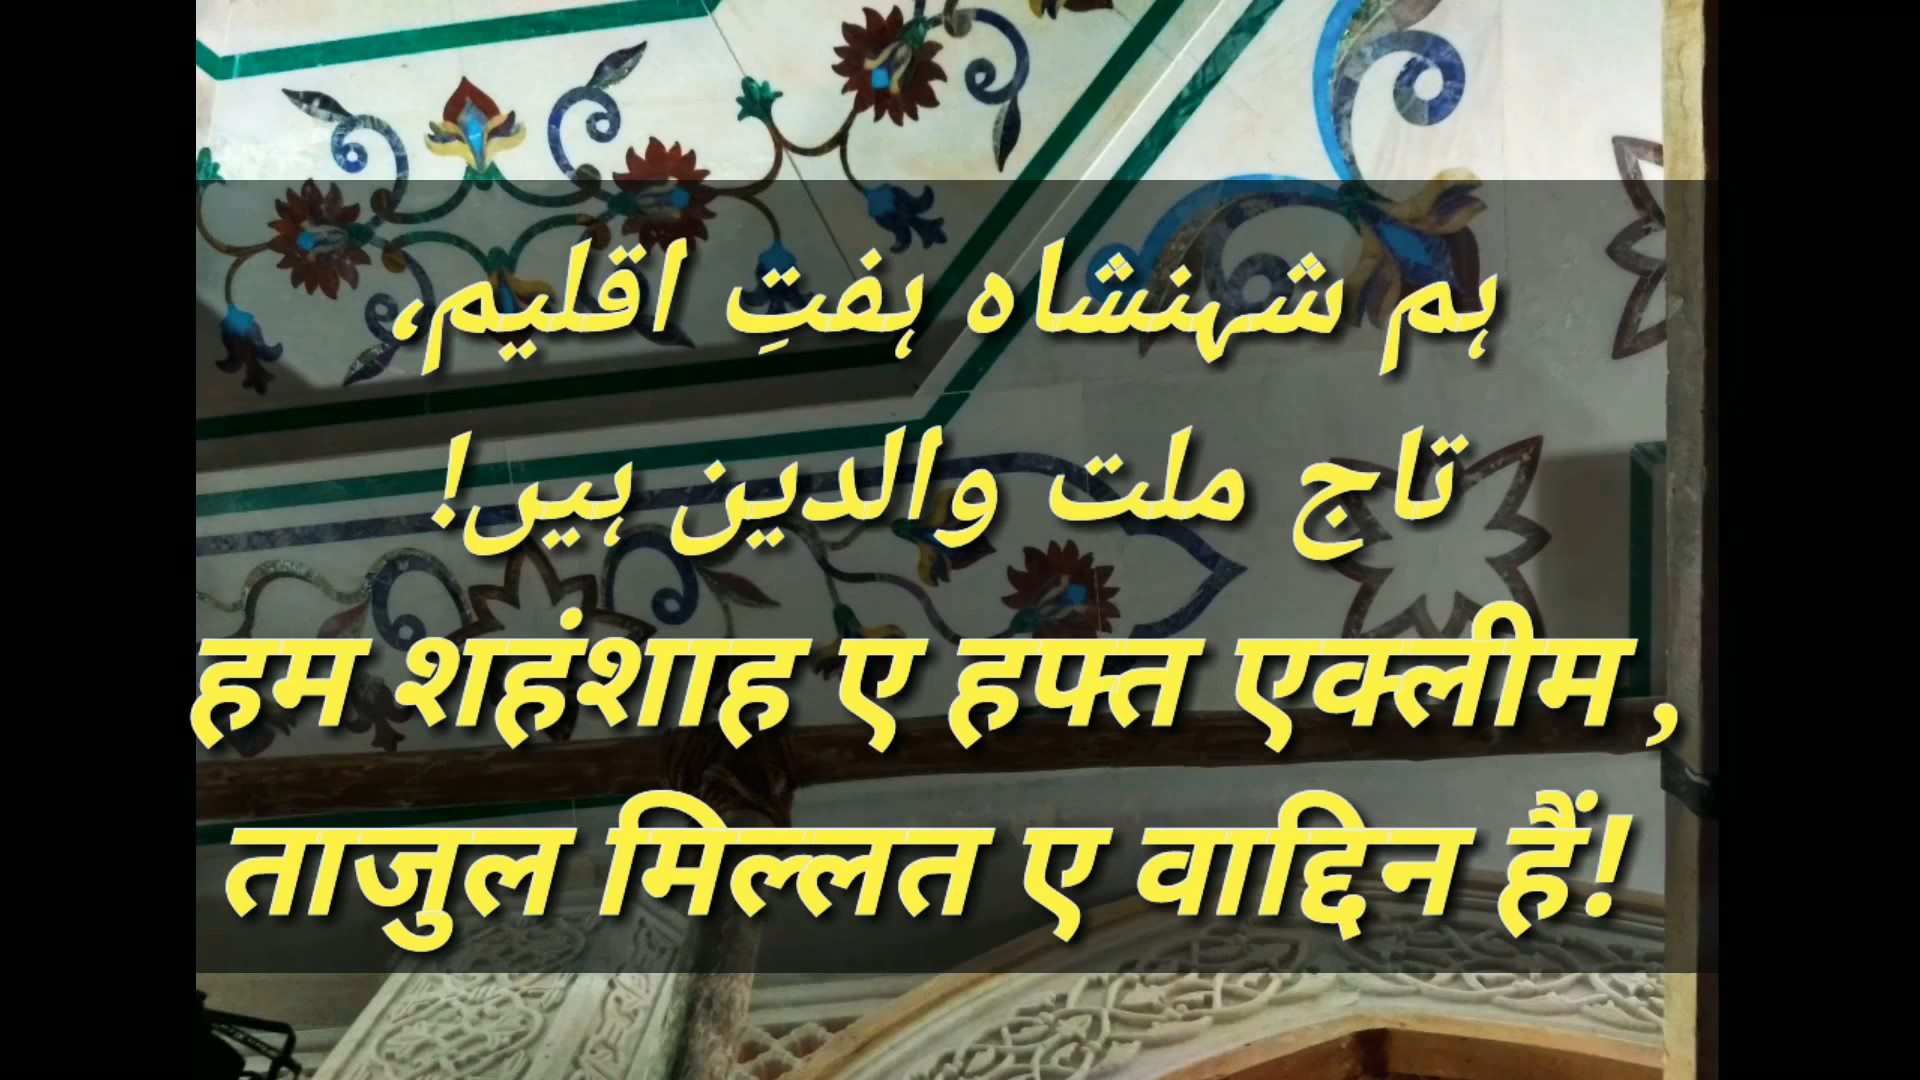 ہم شہنشاہ ہفتِ اقلیم،
تاج ملت والدین ہیں!
हम शहंशाह ए हफ्त एक्लीम ,
ताजुल मिल्लत ए वाद्दिन हैं!